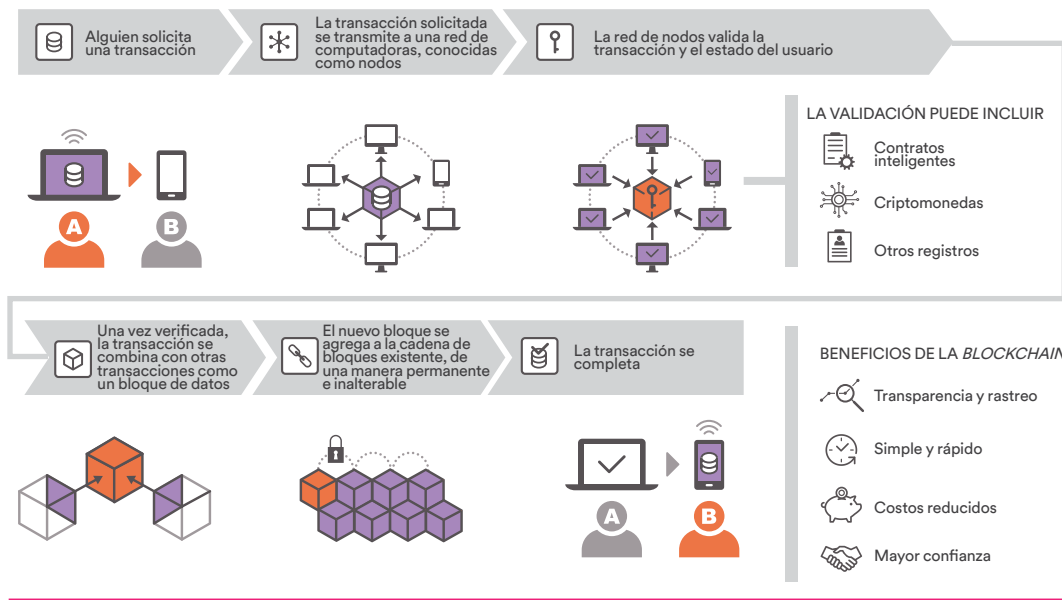 Alguien solicita
una transacción
La transacción solicitada
se transmite a una red de
computadoras, conocidas
como nodos
La red de nodos valida la
transacción y el estado del usuario
A
B
LA VALIDACIÓN PUEDE INCLUIR
Contratos
inteligentes
Criptomonedas
Otros registros
Una vez verificada,
la transacción se
combina con otras
transacciones como
un bloque de datos
El nuevo bloque se
agrega a la cadena de
bloques existente, de
una manera permanente
e inalterable
La transacción se
completa
A
B
BENEFICIOS DE LA BLOCKCHAIN
Transparencia y rastreo
Simple y rápido
Costos reducidos
Mayor confianza